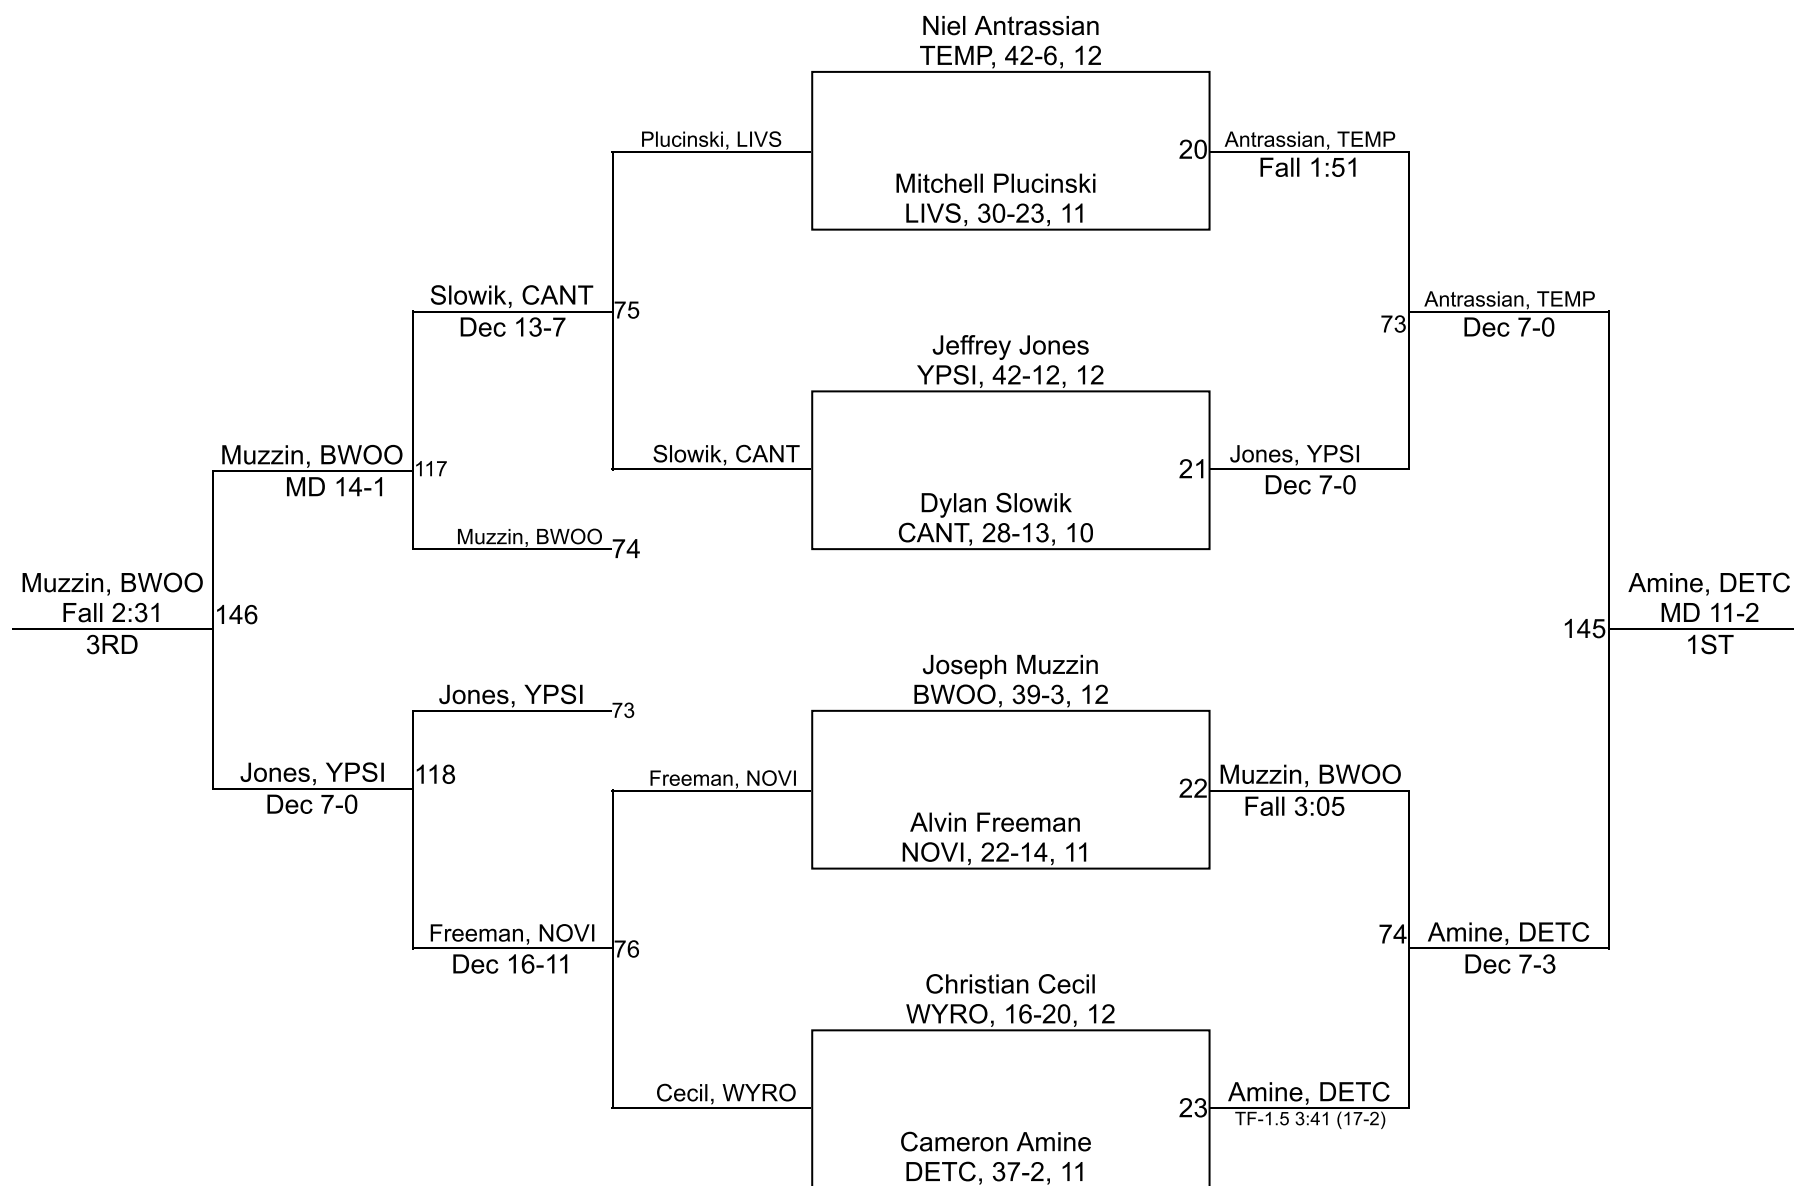 Niel Antrassian
TEMP, 42-6, 12
Plucinski, LIVS
20
Antrassian, TEMP
Fall 1:51
Mitchell Plucinski
LIVS, 30-23, 11
Slowik, CANT
75
Dec 13-7
Antrassian, TEMP
73
Dec 7-0
Jeffrey Jones
YPSI, 42-12, 12
Muzzin, BWOO
117
MD 14-1
Slowik, CANT
21
Jones, YPSI
Dec 7-0
Dylan Slowik
CANT, 28-13, 10
Muzzin, BWOO
74
Muzzin, BWOO
Fall 2:31
3RD
146
145
Amine, DETC
MD 11-2
1ST
Joseph Muzzin
BWOO, 39-3, 12
Jones, YPSI
73
Jones, YPSI
118
Dec 7-0
Freeman, NOVI
22
Muzzin, BWOO
Fall 3:05
Alvin Freeman
NOVI, 22-14, 11
Freeman, NOVI
76
Dec 16-11
74
Amine, DETC
Dec 7-3
Christian Cecil
WYRO, 16-20, 12
Cecil, WYRO
23
Amine, DETC
TF-1.5 3:41 (17-2)
Cameron Amine
DETC, 37-2, 11